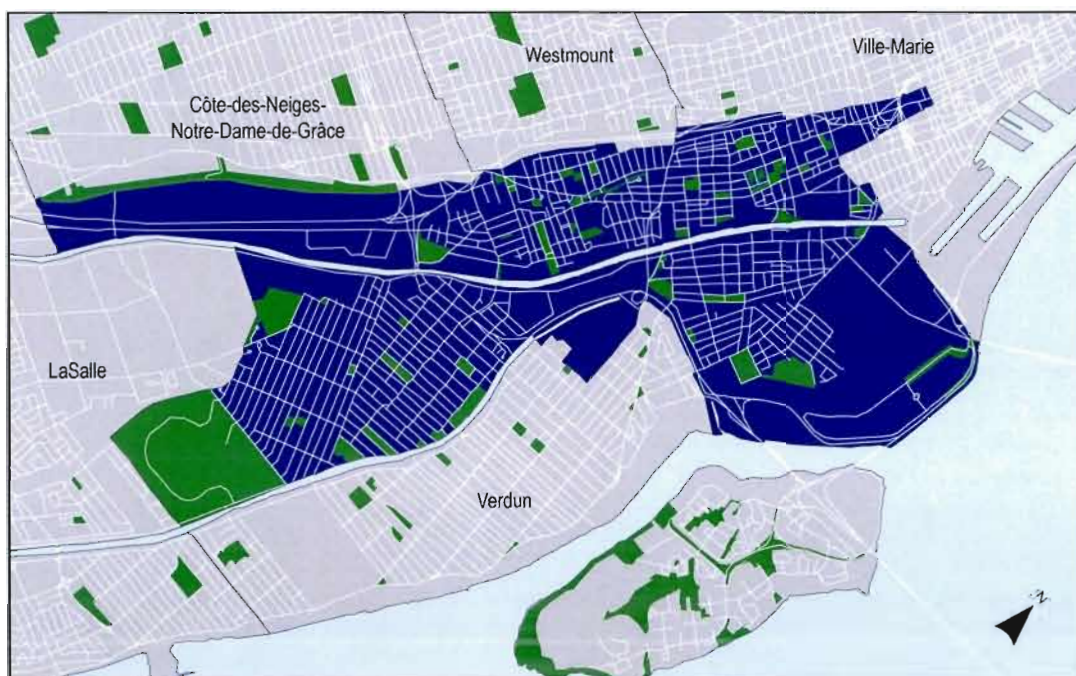 Westmount
Ville-Marie
Côte-des-Neiges-
Notre-Dame-de-Grâce
LaSalle
Verdun
N